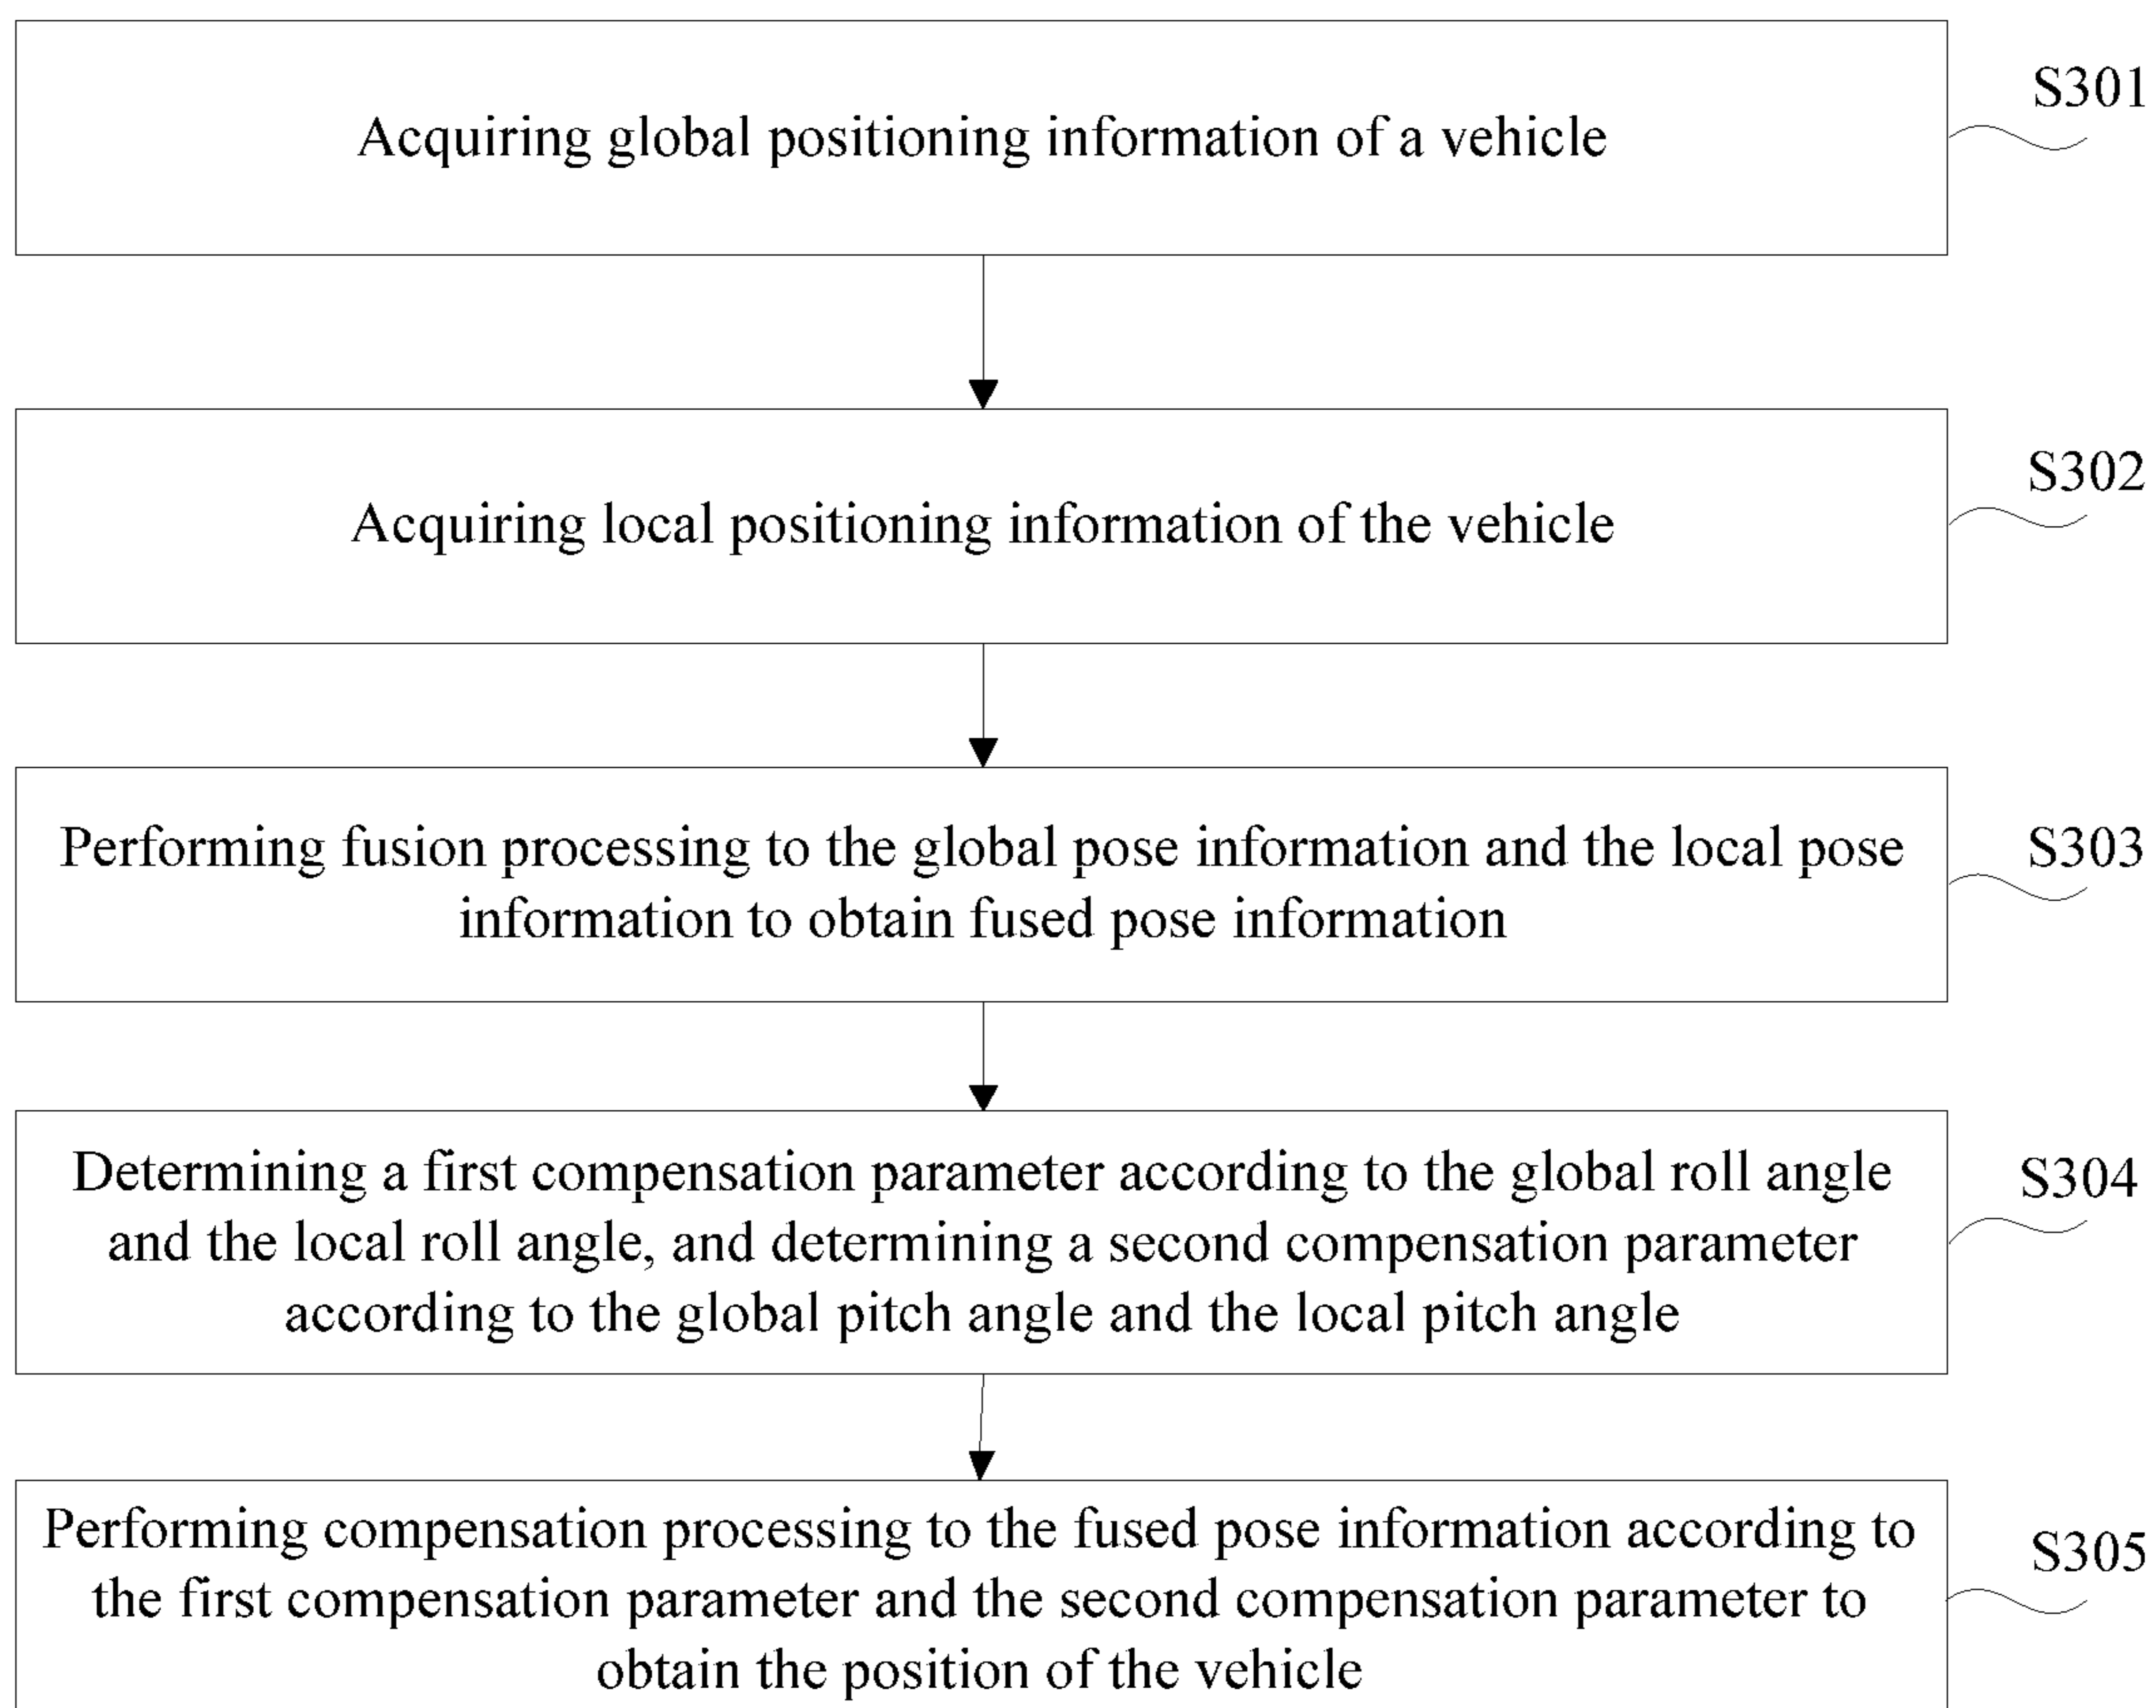 Acquiring global positioning information of a vehicle
S301
Acquiring local positioning information of the vehicle
S302
Performing fusion processing to the global pose information and the local pose
information to obtain fused pose information
S303
Determining a first compensation parameter according to the global roll angle
and the local roll angle, and determining a second compensation parameter
according to the global pitch angle and the local pitch angle
S304
Performing compensation processing to the fused pose information according to
the first compensation parameter and the second compensation parameter to
obtain the position of the vehicle
S305